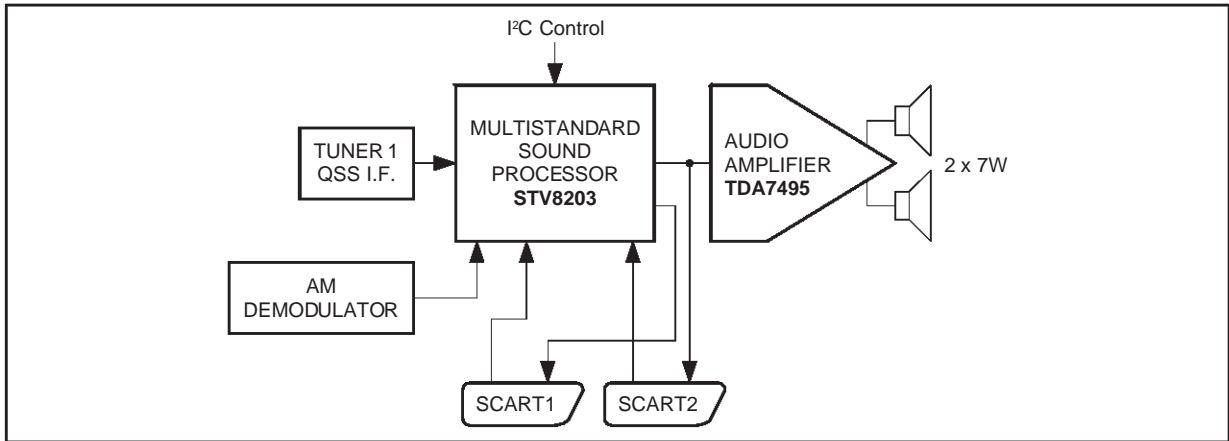 I²C Control
MULTISTANDARD
SOUND
PROCESSOR
STV8203
TUNER 1
QSS I.F.
AUDIO
AMPLIFIER
TDA7495
2 x 7W
AM
DEMODULATOR
SCART1
SCART2